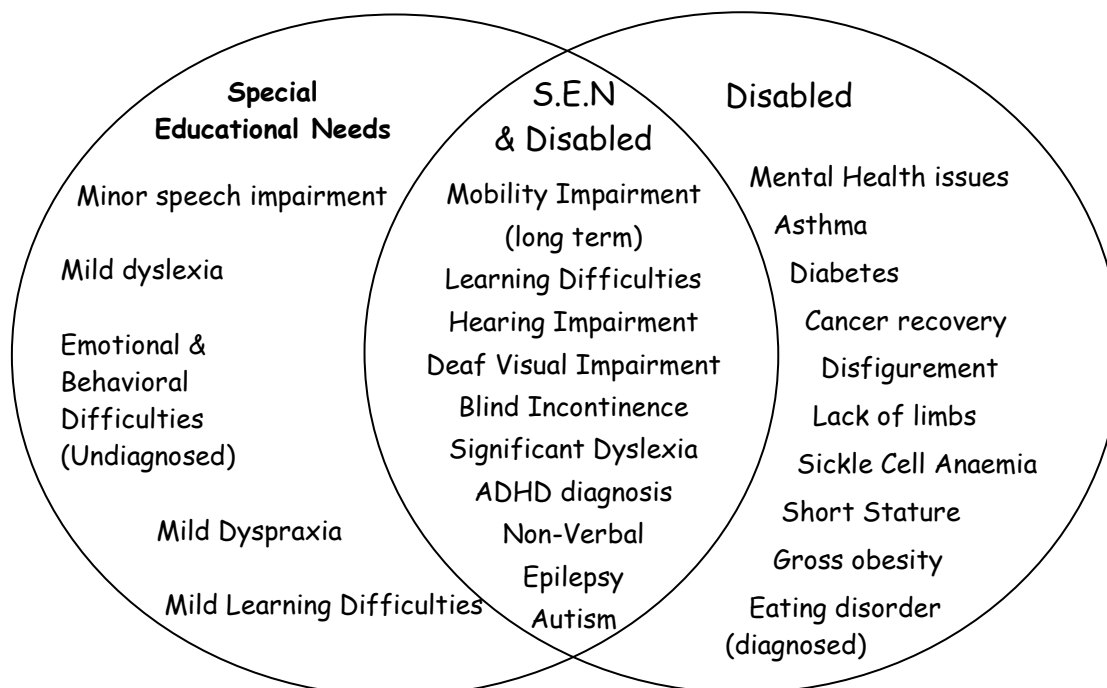 Special
Educational Needs
Minor speech impairment
Mild dyslexia
Emotional &
Behavioral
Difficulties
(Undiagnosed)
Mild Dyspraxia
Mild Learning Difficulties
S.E.N
& Disabled
Mobility Impairment
(long term)
Learning Difficulties
Hearing Impairment
Deaf Visual Impairment
Blind Incontinence
Significant Dyslexia
ADHD diagnosis
Non-Verbal
Epilepsy
Autism
Disabled
Mental Health issues
Asthma
Diabetes
Cancer recovery
Disfigurement
Lack of limbs
Sickle Cell Anaemia
Short Stature
Gross obesity
Eating disorder
(diagnosed)